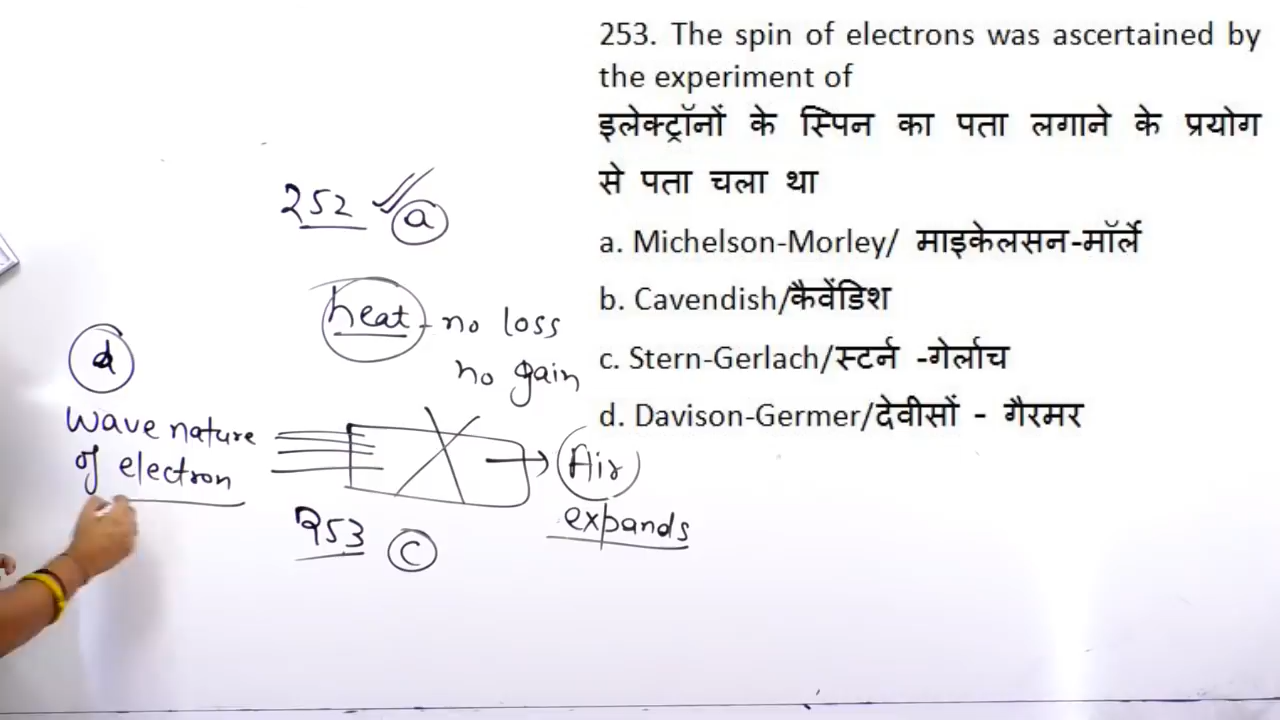 253. The spin of electrons was ascertained by
the experiment of
इलेक्ट्रॉनों के स्पिन का पता लगाने के प्रयोग
से पता चला था
a. Michelson-Morley/ माइकेलसन-मॉर्ले
b. Cavendish/कैवेंडिश
c. Stern-Gerlach/स्टर्न -गेर्लाच
d. Davison-Germer/देवीसों - गैरमर
252 a
heat - no loss
no gain
d
wave nature
of electron
Air
expands
253 c